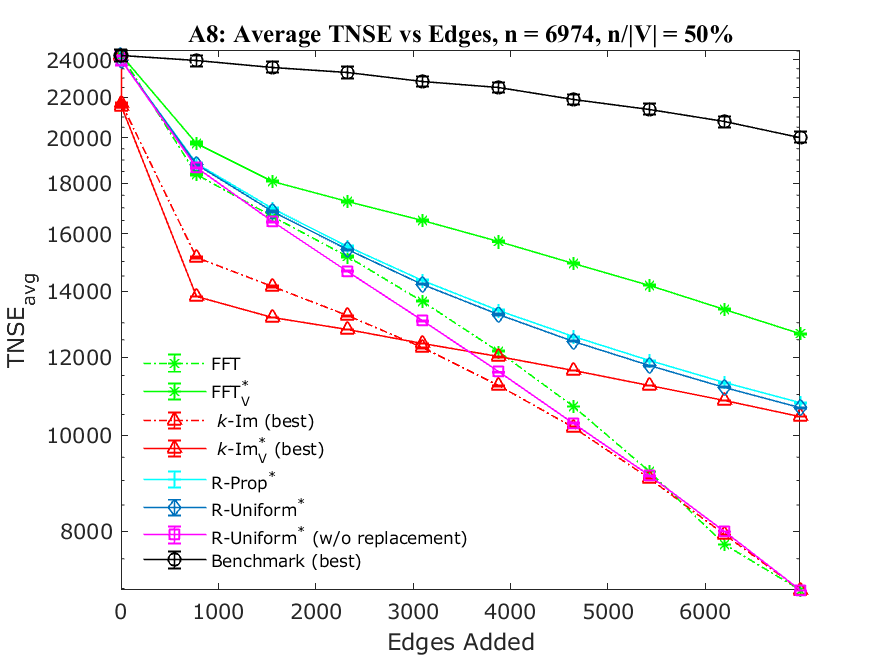 A8: Average TNSE vs Edges, n = 6974, n/|V| = 50%
24000
22000
20000
18000
16000
14000
12000
10000
8000
TNSE_avg
FFT
FFT*_V
k-Im (best)
k-Im*_V (best)
R-Prop*
R-Uniform*
R-Uniform* (w/o replacement)
Benchmark (best)
0 1000 2000 3000 4000 5000 6000
Edges Added